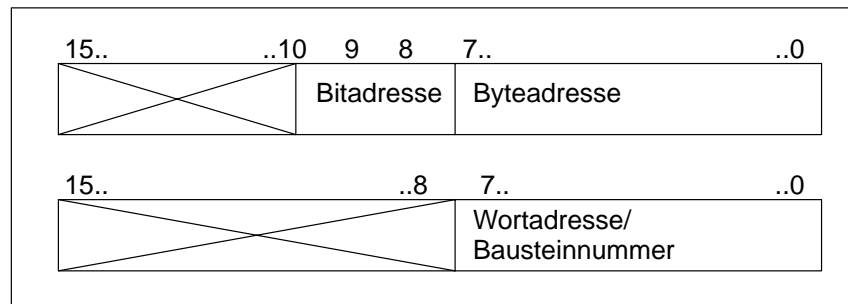 15.. ..10 9 8 7.. ..0
Bitadresse Byteadresse
15.. ..8 7.. ..0
Wortadresse/
Bausteinnummer